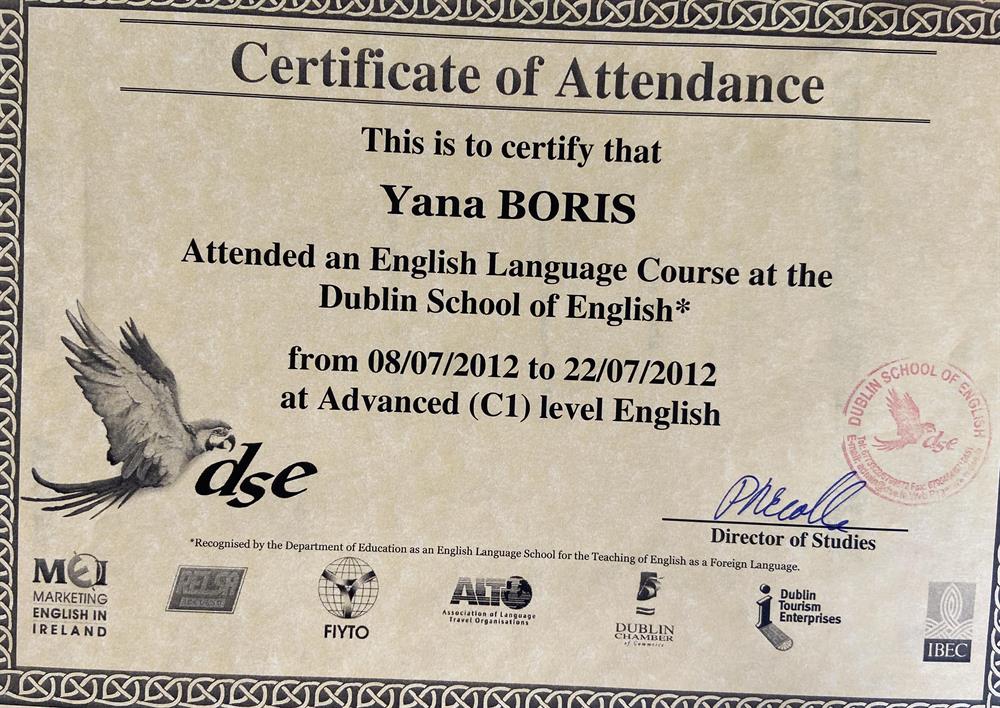 Certificate of Attendance
This is to certify that
Yana BORIS
Attended an English Language Course at the
Dublin School of English*
from 08/07/2012 to 22/07/2012
at Advanced (C1) level English
dse
DUBLIN SCHOOL OF ENGLISH
dse
Director of Studies
*Recognised by the Department of Education as an English Language School for the Teaching of English as a Foreign Language.
MEI
MARKETING
ENGLISH IN
IRELAND
RELSA
FIYTO
ALTO
Association of Language
Travel Organisations
DUBLIN
CHAMBER
of Commerce
Dublin
Tourism
Enterprises
IBEC